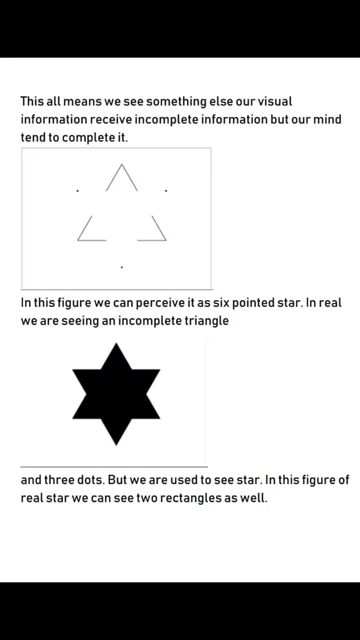 This all means we see something else our visual
information receive incomplete information but our mind
tend to complete it.
In this figure we can perceive it as six pointed star. In real
we are seeing an incomplete triangle
and three dots. But we are used to see star. In this figure of
real star we can see two rectangles as well.